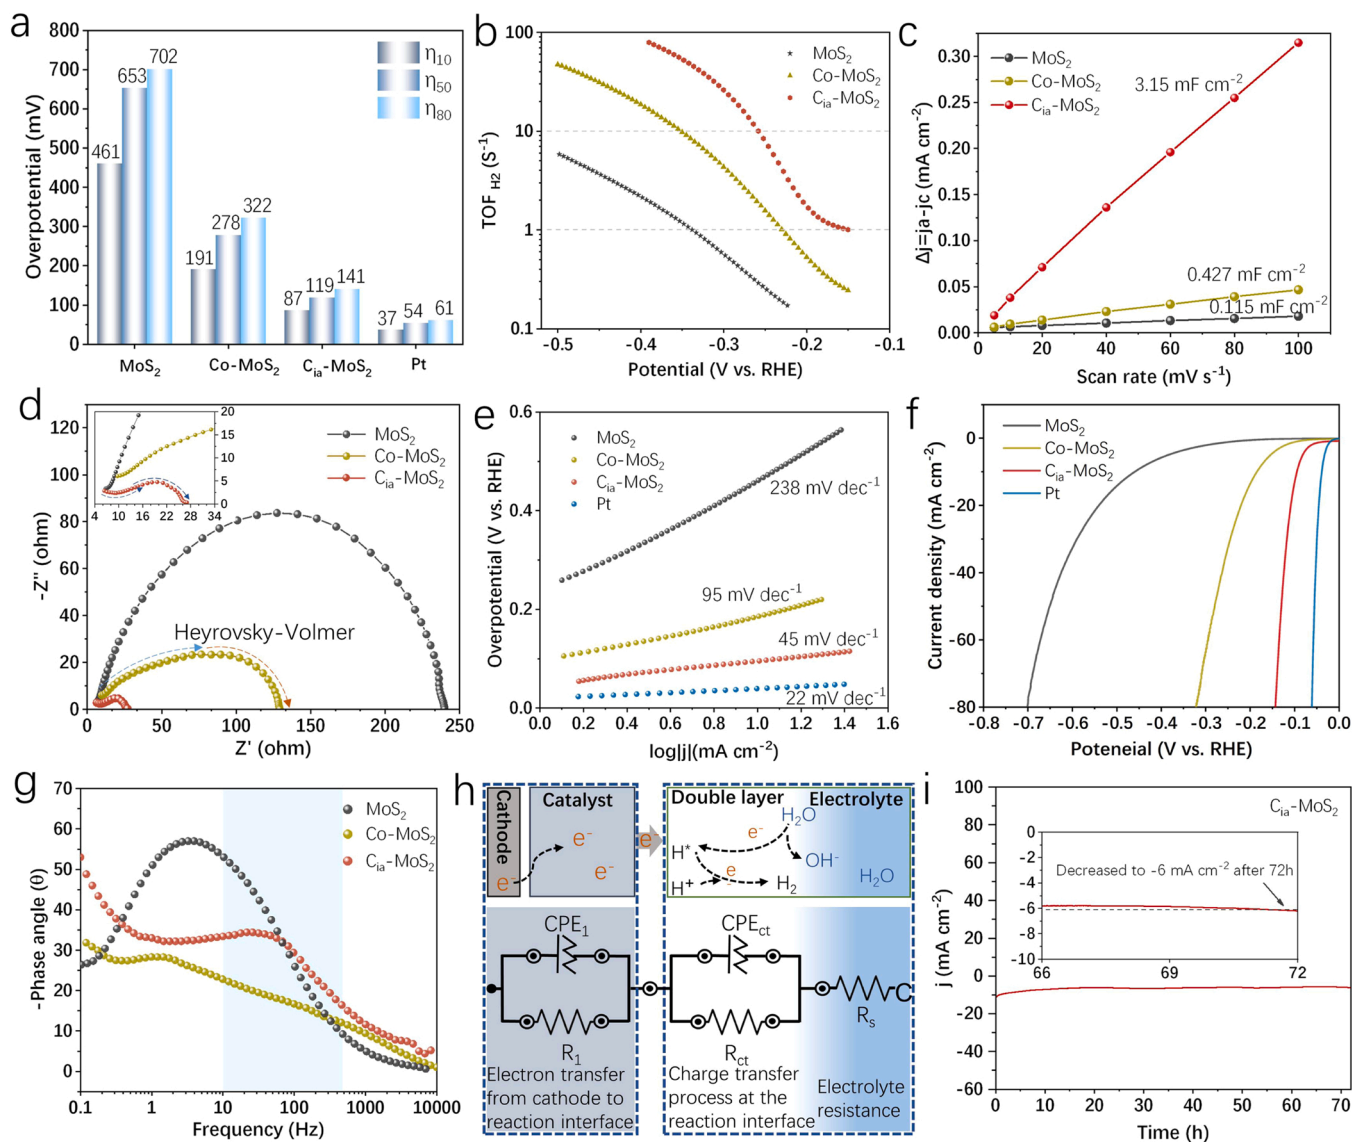 a
800
700
600
500
400
300
200
100
0
Overpotential (mV)
461
653
702
191
278
322
87
119
141
37
54
61
η10
η50
η80
MoS2
Co-MoS2
Cia-MoS2
Pt
b
100
10
1
0.1
TOF H2 (S-1)
MoS2
Co-MoS2
Cia-MoS2
-0.5
-0.4
-0.3
-0.2
-0.1
Potential (V vs. RHE)
c
0.30
0.25
0.20
0.15
0.10
0.05
0.00
Δj=ja-jc (mA cm-2)
MoS2
Co-MoS2
Cia-MoS2
3.15 mF cm-2
0.427 mF cm-2
0.115 mF cm-2
0
20
40
60
80
100
Scan rate (mV s-1)
d
120
100
80
60
40
20
0
-Z'' (ohm)
20
15
10
5
0
4
10
16
22
28
34
MoS2
Co-MoS2
Cia-MoS2
Heyrovsky-Volmer
0
50
100
150
200
250
Z' (ohm)
e
0.6
0.4
0.2
0.0
Overpotential (V vs. RHE)
MoS2
Co-MoS2
Cia-MoS2
Pt
238 mV dec-1
95 mV dec-1
45 mV dec-1
22 mV dec-1
0.0
0.2
0.4
0.6
0.8
1.0
1.2
1.4
1.6
log|j|(mA cm-2)
f
0
-20
-40
-60
-80
Current density (mA cm-2)
MoS2
Co-MoS2
Cia-MoS2
Pt
-0.8
-0.7
-0.6
-0.5
-0.4
-0.3
-0.2
-0.1
0.0
Poteneial (V vs. RHE)
g
70
60
50
40
30
20
10
0
-Phase angle (θ)
MoS2
Co-MoS2
Cia-MoS2
0.1
1
10
100
1000
10000
Frequency (Hz)
h
Cathode
Catalyst
Double layer
Electrolyte
e-
e-
e-
e-
e-
e
-
H2O
H*
OH-
H+
H2
H2O
CPE1
R1
CPEct
Rct
Rs
Electron transfer
from cathode to
reaction interface
Charge transfer
process at the
reaction interface
Electrolyte
resistance
i
100
80
60
40
20
0
-20
-40
-60
j (mA cm-2)
Cia-MoS2
0
-2
-4
-6
-8
-10
Decreased to -6 mA cm-2 after 72h
66
69
72
0
10
20
30
40
50
60
70
Time (h)